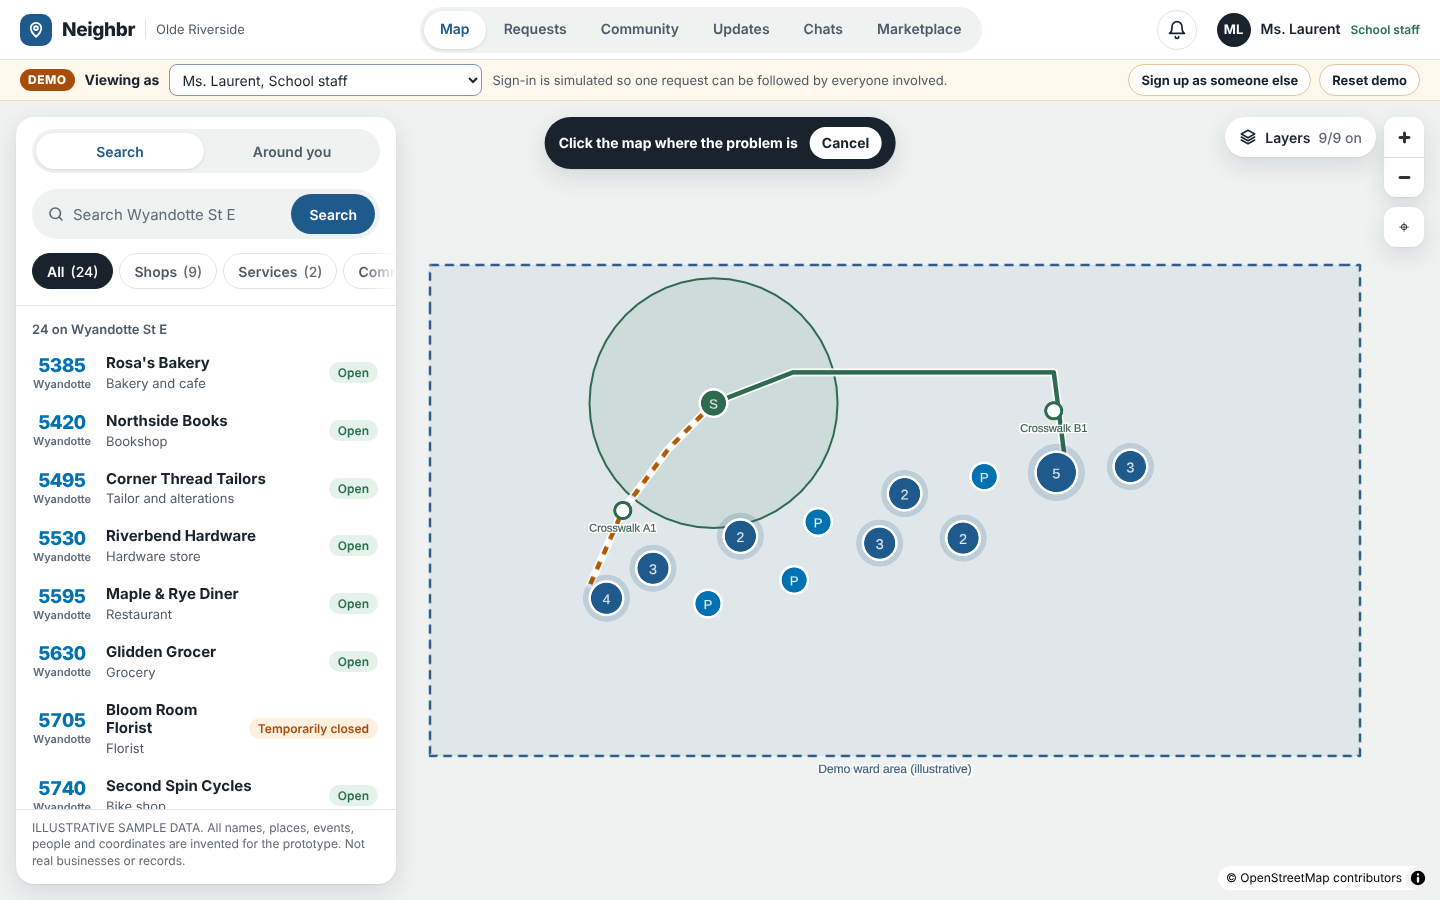 Neighbr
Olde Riverside
Map
Requests
Community
Updates
Chats
Marketplace
ML
Ms. Laurent
School staff
DEMO
Viewing as
Ms. Laurent, School staff
Sign-in is simulated so one request can be followed by everyone involved.
Sign up as someone else
Reset demo
Search
Around you
Search Wyandotte St E
Search
All (24)
Shops (9)
Services (2)
24 on Wyandotte St E
5385
Wyandotte
Rosa's Bakery
Bakery and cafe
Open
5420
Wyandotte
Northside Books
Bookshop
Open
5495
Wyandotte
Corner Thread Tailors
Tailor and alterations
Open
5530
Wyandotte
Riverbend Hardware
Hardware store
Open
5595
Wyandotte
Maple & Rye Diner
Restaurant
Open
5630
Wyandotte
Glidden Grocer
Grocery
Open
5705
Wyandotte
Bloom Room
Florist
Florist
Temporarily closed
5740
Wyandotte
Second Spin Cycles
Bike shop
Open
ILLUSTRATIVE SAMPLE DATA. All names, places, events,
people and coordinates are invented for the prototype. Not
real businesses or records.
Click the map where the problem is
Cancel
Layers 9/9 on
+
−
S
Crosswalk B1
5
3
P
2
Crosswalk A1
P
2
3
2
3
P
4
P
Demo ward area (illustrative)
© OpenStreetMap contributors